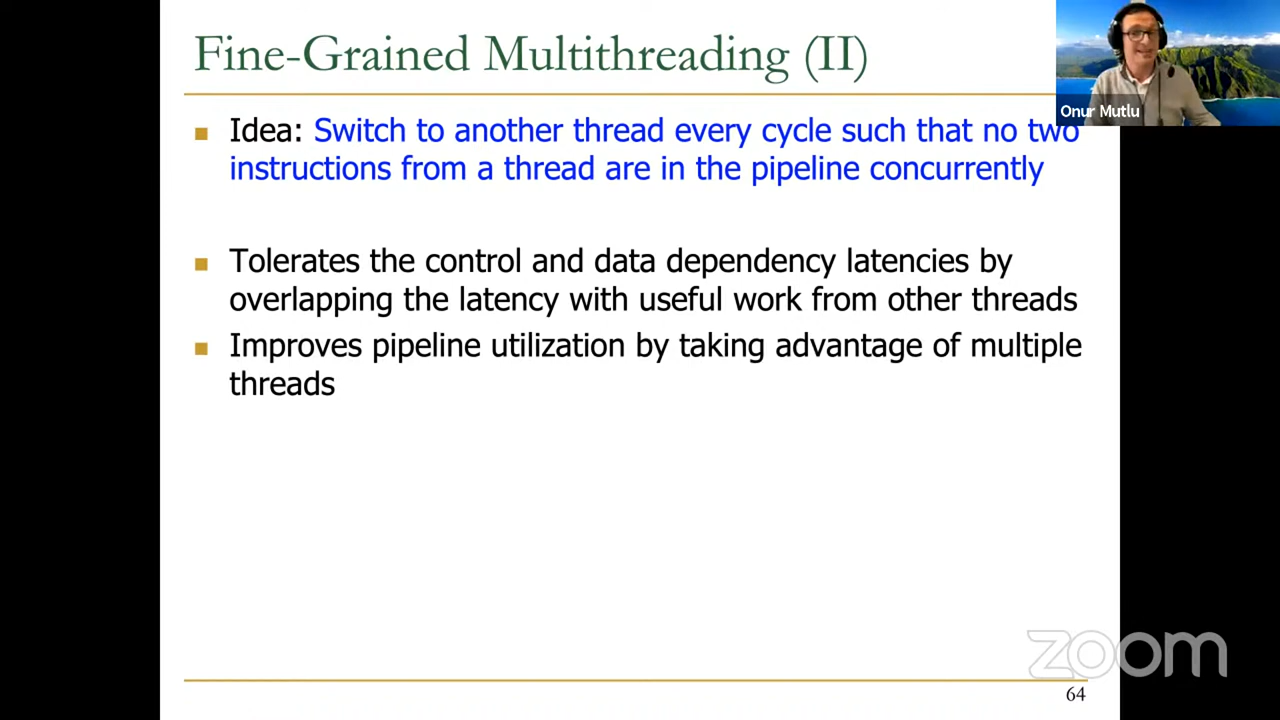 Fine-Grained Multithreading (II)
Onur Mutlu
Idea: Switch to another thread every cycle such that no two
instructions from a thread are in the pipeline concurrently
Tolerates the control and data dependency latencies by
overlapping the latency with useful work from other threads
Improves pipeline utilization by taking advantage of multiple
threads
zoom
64